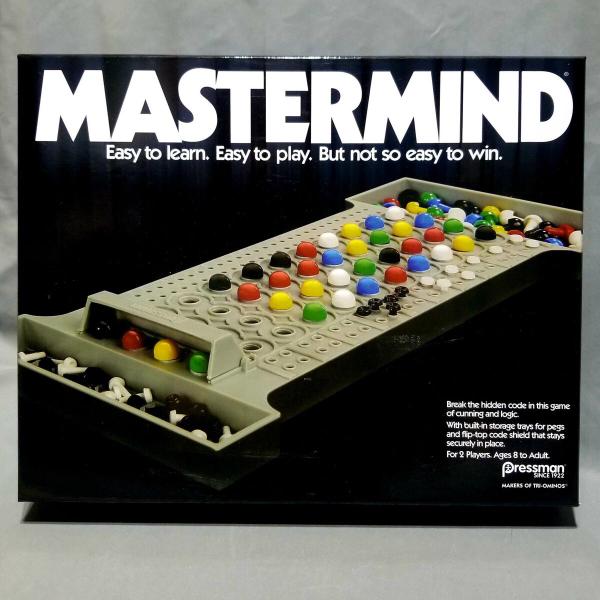 MASTERMIND®
Easy to learn. Easy to play. But not so easy to win.
Break the hidden code in this game
of cunning and logic.
With built-in storage trays for pegs
and flip-top code shield that stays
securely in place.
For 2 Players. Ages 8 to Adult.
Pressman®
SINCE 1922
MAKERS OF TRI-OMINOS®